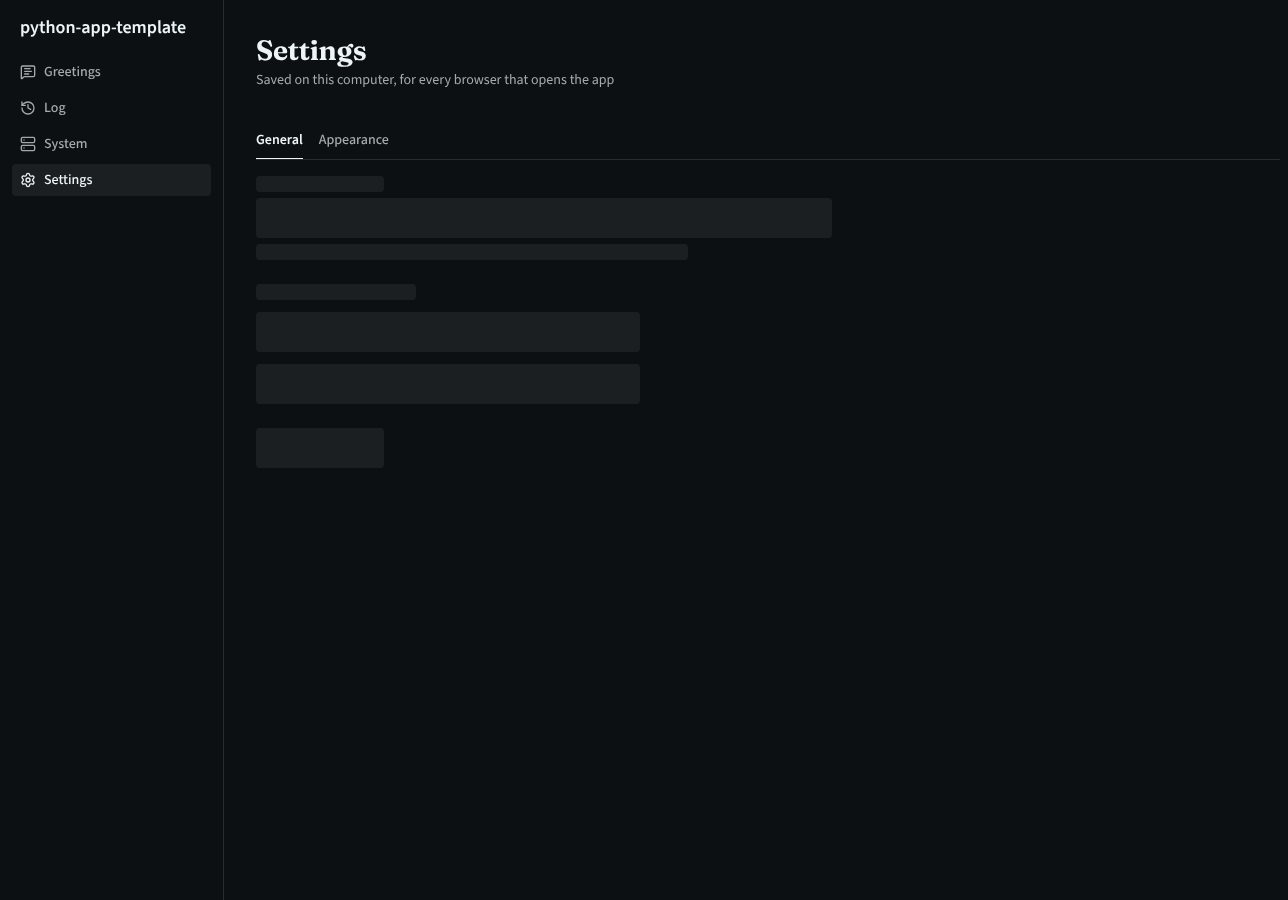 python-app-template
Greetings
Log
System
Settings
Settings
Saved on this computer, for every browser that opens the app
General
Appearance